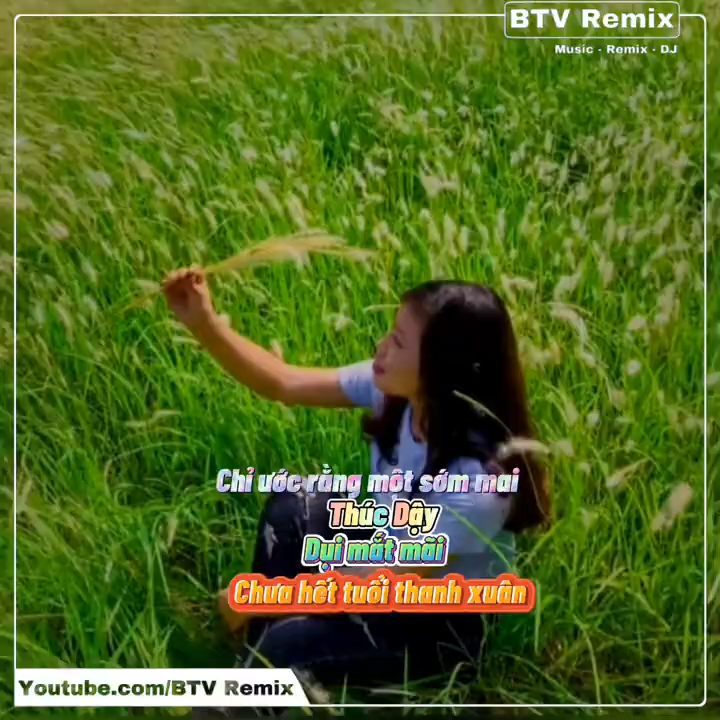 BTV Remix
Music - Remix - DJ
Chỉ ước rằng một sớm mai
Thúc Dậy
Dụi mắt mãi
Chưa hết tuổi thanh xuân
Youtube.com/BTV Remix